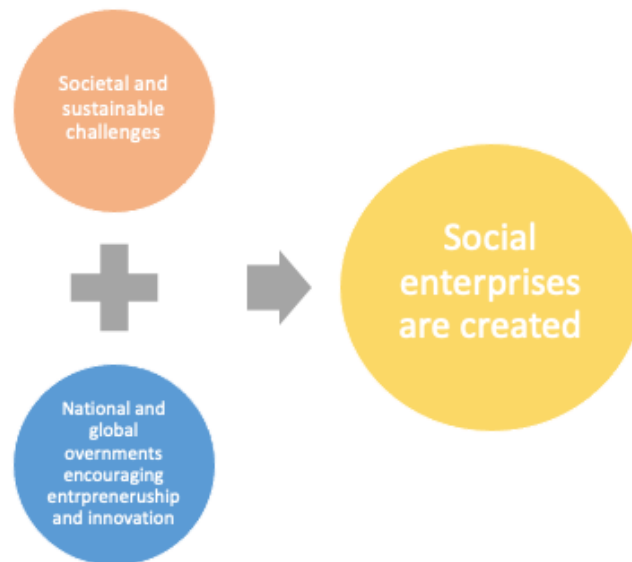 Societal and
sustainable
challenges
National and
global
overnments
encouraging
entrpreneruship
and innovation
Social
enterprises
are created